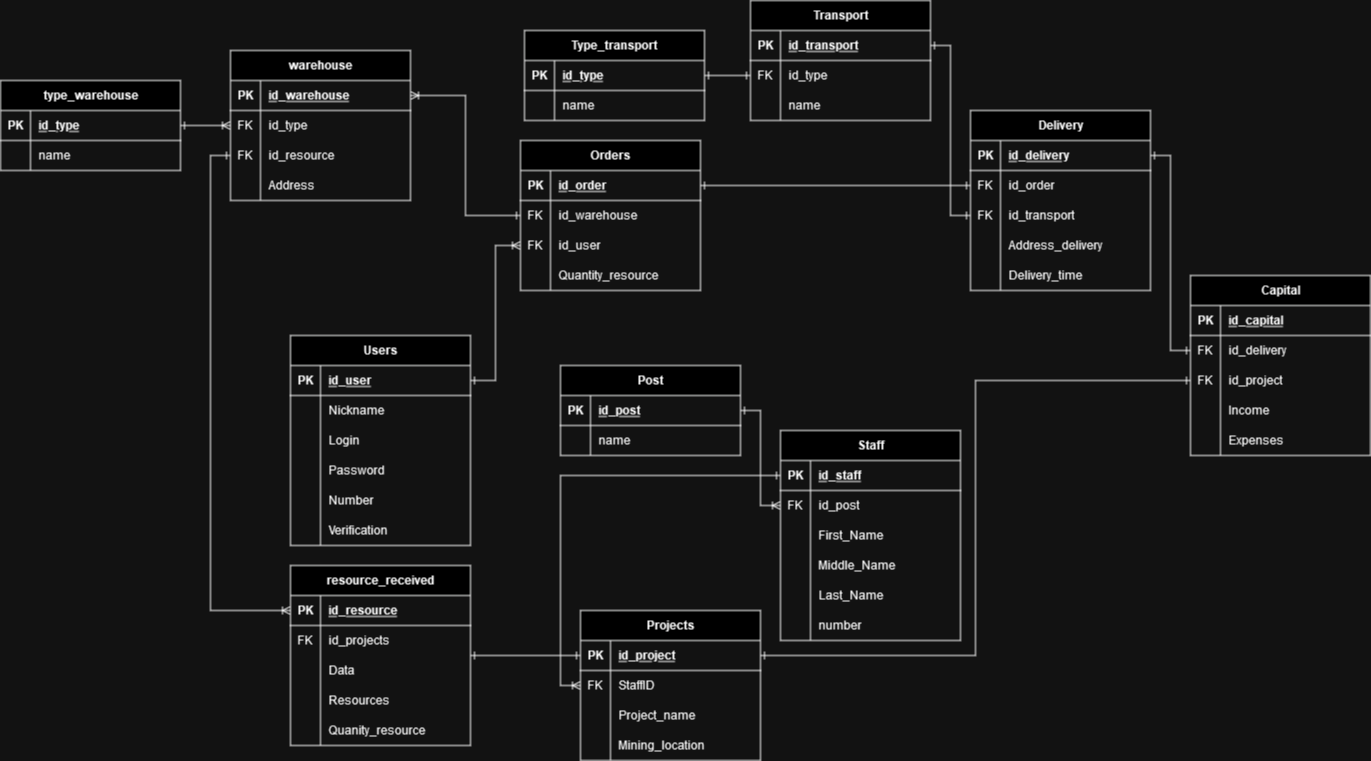 Transport
PK id_transport
FK id_type
name
Type_transport
PK id_type
name
warehouse
PK id_warehouse
FK id_type
FK id_resource
Address
type_warehouse
PK id_type
name
Delivery
PK id_delivery
FK id_order
FK id_transport
Address_delivery
Delivery_time
Orders
PK id_order
FK id_warehouse
FK id_user
Quantity_resource
Capital
PK id_capital
FK id_delivery
FK id_project
Income
Expenses
Users
PK id_user
Nickname
Login
Password
Number
Verification
Post
PK id_post
name
Staff
PK id_staff
FK id_post
First_Name
Middle_Name
Last_Name
number
resource_received
PK id_resource
FK id_projects
Data
Resources
Quanity_resource
Projects
PK id_project
FK StaffID
Project_name
Mining_location